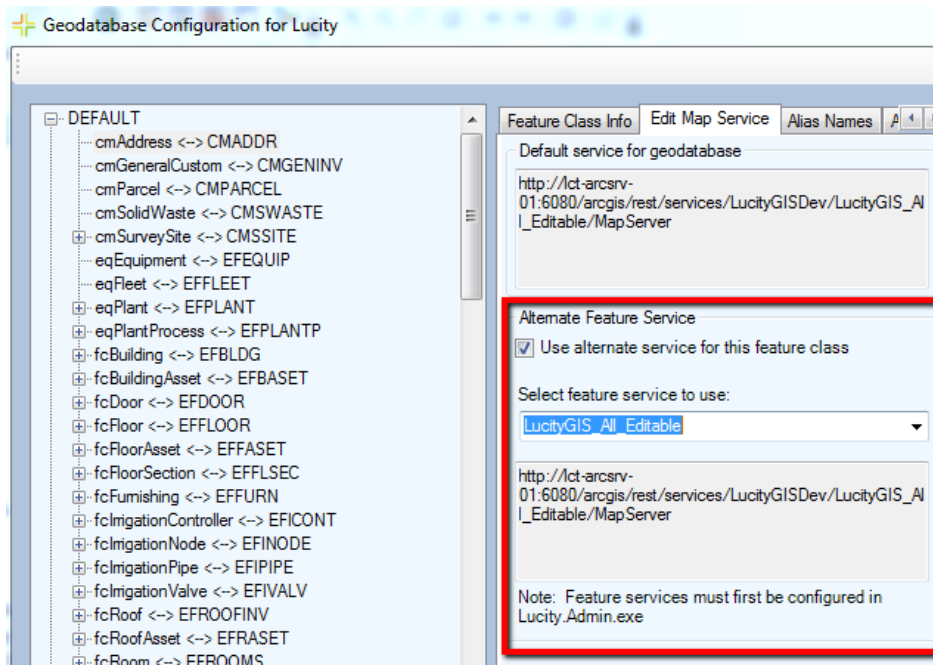 Geodatabase Configuration for Lucity
DEFAULT
cmAddress <--> CMADDR
cmGeneralCustom <--> CMGENINV
cmParcel <--> CMPARCEL
cmSolidWaste <--> CMSWASTE
cmSurveySite <--> CMSSITE
eqEquipment <--> EFEQUIP
eqFleet <--> EFFLEET
eqPlant <--> EFPLANT
eqPlantProcess <--> EFPLANTP
fcBuilding <--> EFBLDG
fcBuildingAsset <--> EFBASET
fcDoor <--> EFDOOR
fcFloor <--> EFFLOOR
fcFloorAsset <--> EFFASET
fcFloorSection <--> EFFLSEC
fcFurnishing <--> EFFURN
fcIrrigationController <--> EFICONT
fcIrrigationNode <--> EFINODE
fcIrrigationPipe <--> EFIPIPE
fcIrrigationValve <--> EFIVALV
fcRoof <--> EFROOFINV
fcRoofAsset <--> EFRASET
fcRoom <--> EFROOMS
Feature Class Info
Edit Map Service
Alias Names
Default service for geodatabase
http://lct-arcsrv-
01:6080/arcgis/rest/services/LucityGISDev/LucityGIS_Al
l_Editable/MapServer
Alternate Feature Service
Use alternate service for this feature class
Select feature service to use:
LucityGIS_All_Editable
http://lct-arcsrv-
01:6080/arcgis/rest/services/LucityGISDev/LucityGIS_Al
l_Editable/MapServer
Note: Feature services must first be configured in
Lucity.Admin.exe